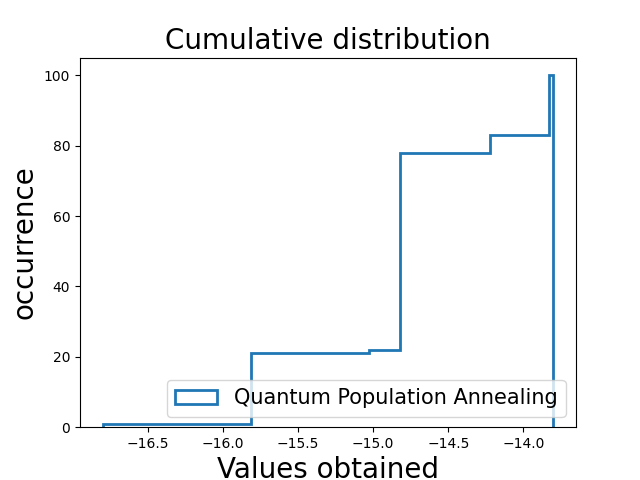 Cumulative distribution
occurrence
100
80
60
40
20
0
Quantum Population Annealing
−16.5 −16.0 −15.5 −15.0 −14.5 −14.0
Values obtained